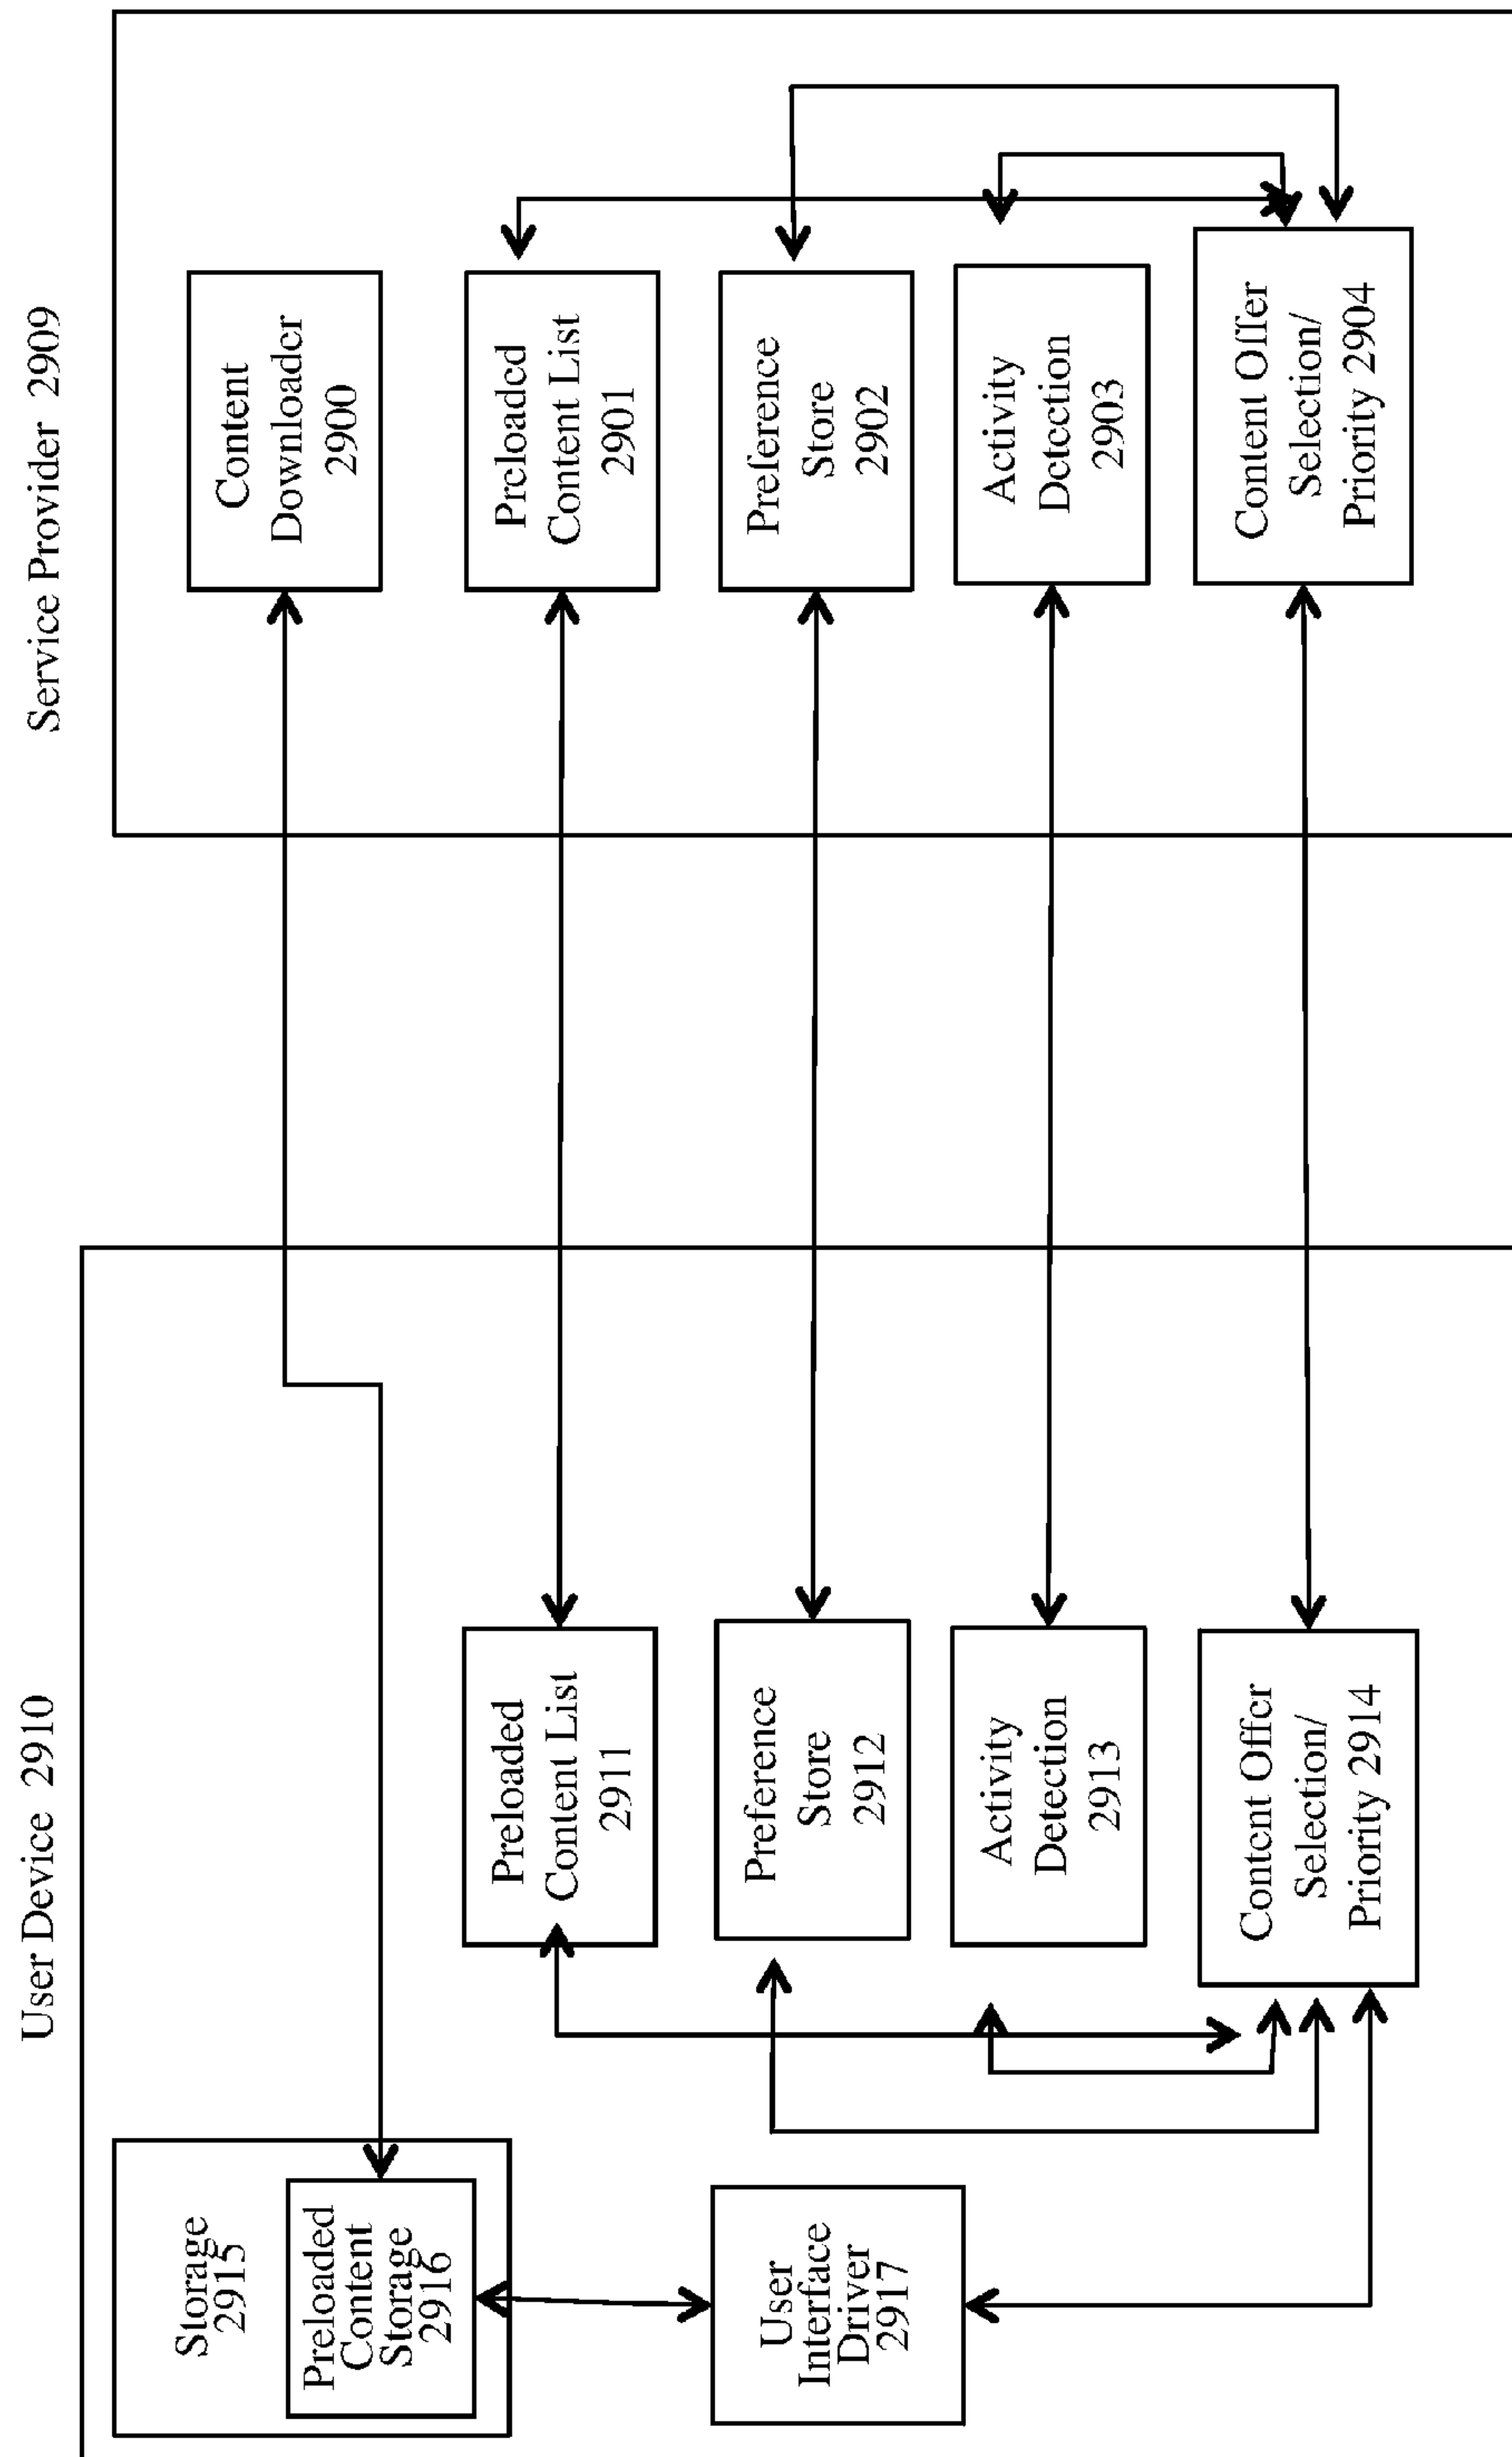 User Device 2910
Storage
2915
Preloaded
Content
Storage
2916
User
Interface
Driver
2917
Preloaded
Content List
2911
Preference
Store
2912
Activity
Detection
2913
Content Offer
Selection/
Priority 2914
Service Provider 2909
Content
Downloader
2900
Preloaded
Content List
2901
Preference
Store
2902
Activity
Detection
2903
Content Offer
Selection/
Priority 2904